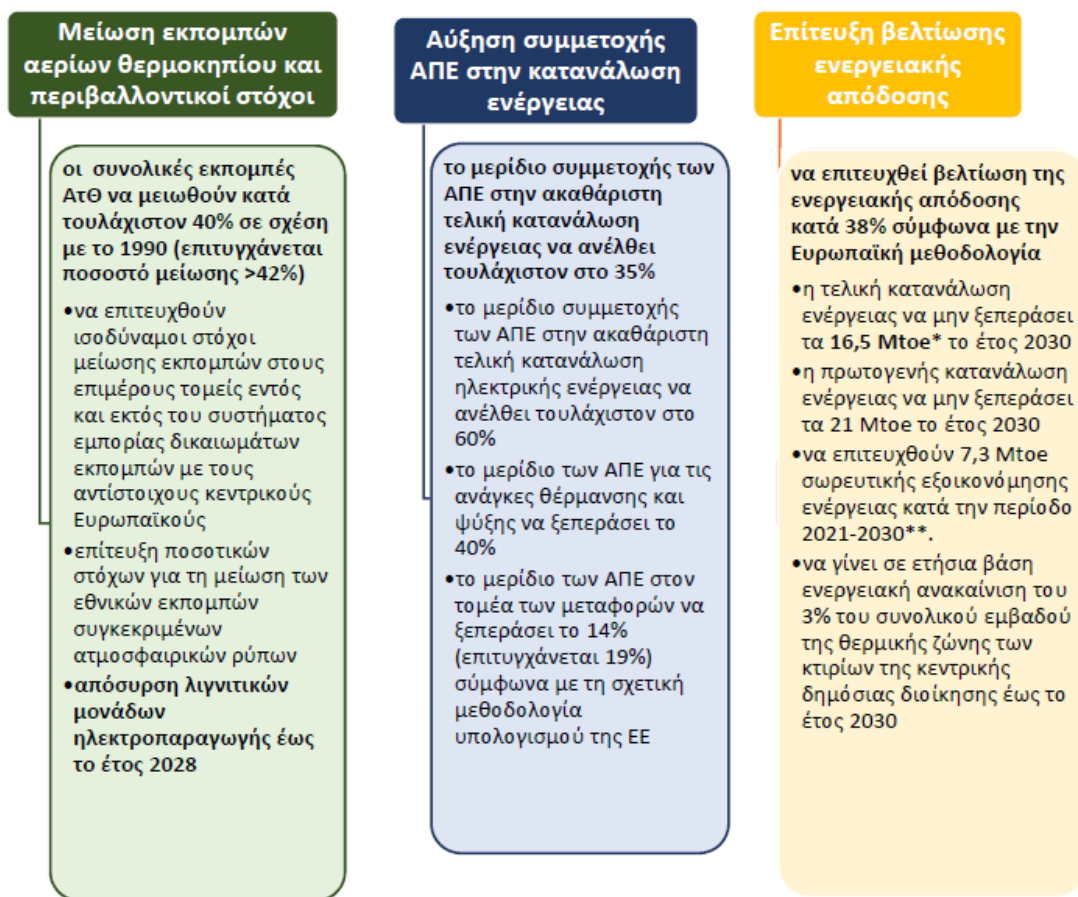 Μείωση εκπομπών
αερίων θερμοκηπίου και
περιβαλλοντικοί στόχοι
οι συνολικές εκπομπές
ΑτΘ να μειωθούν κατά
τουλάχιστον 40% σε σχέση
με το 1990 (επιτυγχάνεται
ποσοστό μείωσης >42%)
•να επιτευχθούν
ισοδύναμοι στόχοι
μείωσης εκπομπών στους
επιμέρους τομείς εντός
και εκτός του συστήματος
εμπορίας δικαιωμάτων
εκπομπών με τους
αντίστοιχους κεντρικούς
Ευρωπαϊκούς
•επίτευξη ποσοτικών
στόχων για τη μείωση των
εθνικών εκπομπών
συγκεκριμένων
ατμοσφαιρικών ρύπων
•απόσυρση λιγνιτικών
μονάδων
ηλεκτροπαραγωγής έως
το έτος 2028
Αύξηση συμμετοχής
ΑΠΕ στην κατανάλωση
ενέργειας
το μερίδιο συμμετοχής των
ΑΠΕ στην ακαθάριστη
τελική κατανάλωση
ενέργειας να ανέλθει
τουλάχιστον στο 35%
•το μερίδιο συμμετοχής
των ΑΠΕ στην ακαθάριστη
τελική κατανάλωση
ηλεκτρικής ενέργειας να
ανέλθει τουλάχιστον στο
60%
•το μερίδιο των ΑΠΕ για τις
ανάγκες θέρμανσης και
ψύξης να ξεπεράσει το
40%
•το μερίδιο των ΑΠΕ στον
τομέα των μεταφορών να
ξεπεράσει το 14%
(επιτυγχάνεται 19%)
σύμφωνα με τη σχετική
μεθοδολογία
υπολογισμού της ΕΕ
Επίτευξη βελτίωσης
ενεργειακής
απόδοσης
να επιτευχθεί βελτίωση της
ενεργειακής απόδοσης
κατά 38% σύμφωνα με την
Ευρωπαϊκή μεθοδολογία
•η τελική κατανάλωση
ενέργειας να μην ξεπεράσει
τα 16,5 Mtoe* το έτος 2030
•η πρωτογενής κατανάλωση
ενέργειας να μην ξεπεράσει
τα 21 Mtoe το έτος 2030
•να επιτευχθούν 7,3 Mtoe
σωρευτικής εξοικονόμησης
ενέργειας κατά την περίοδο
2021-2030**.
•να γίνει σε ετήσια βάση
ενεργειακή ανακαίνιση του
3% του συνολικού εμβαδού
της θερμικής ζώνης των
κτιρίων της κεντρικής
δημόσιας διοίκησης έως το
έτος 2030